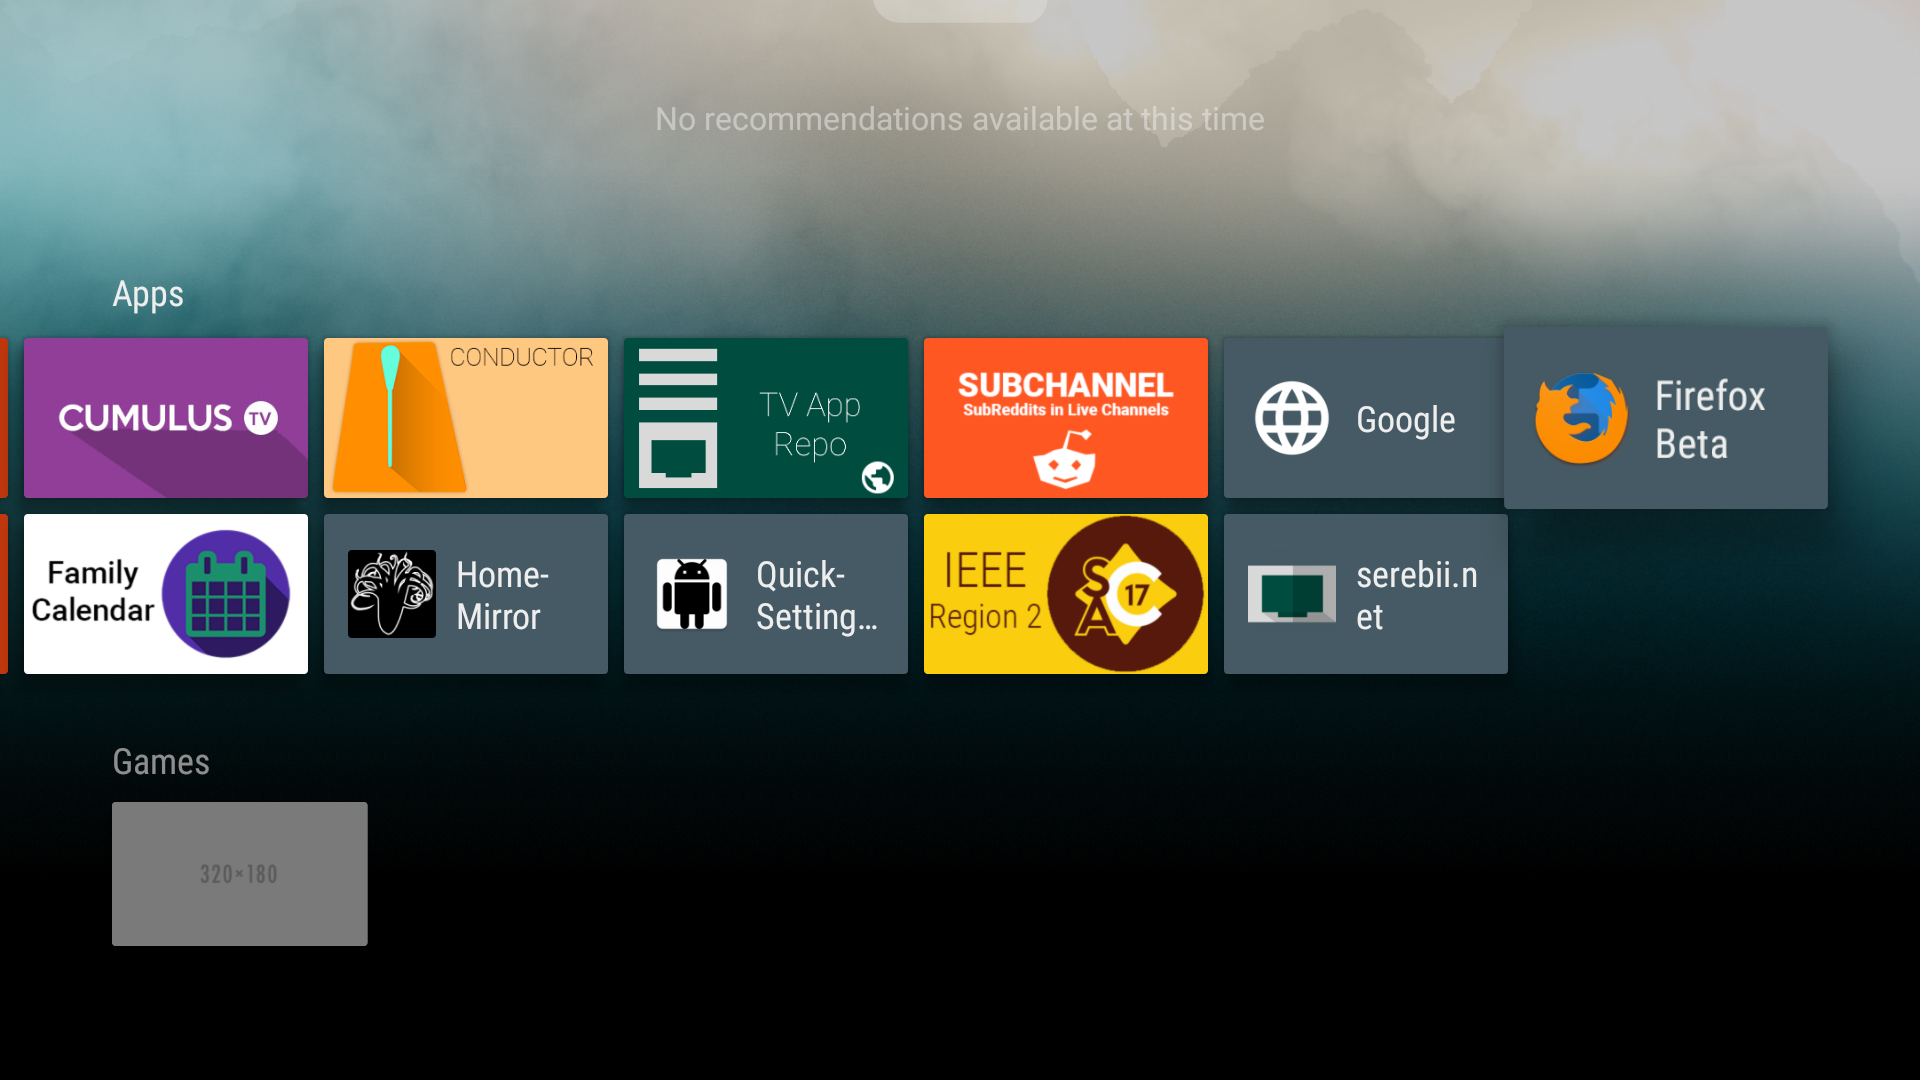 No recommendations available at this time
Apps
CUMULUS TV
CONDUCTOR
TV App
Repo
SUBCHANNEL
SubReddits in Live Channels
Google
Firefox
Beta
Family
Calendar
Home-
Mirror
Quick-
Setting...
IEEE
Region 2
SAC 17
serebii.n
et
Games
320×180